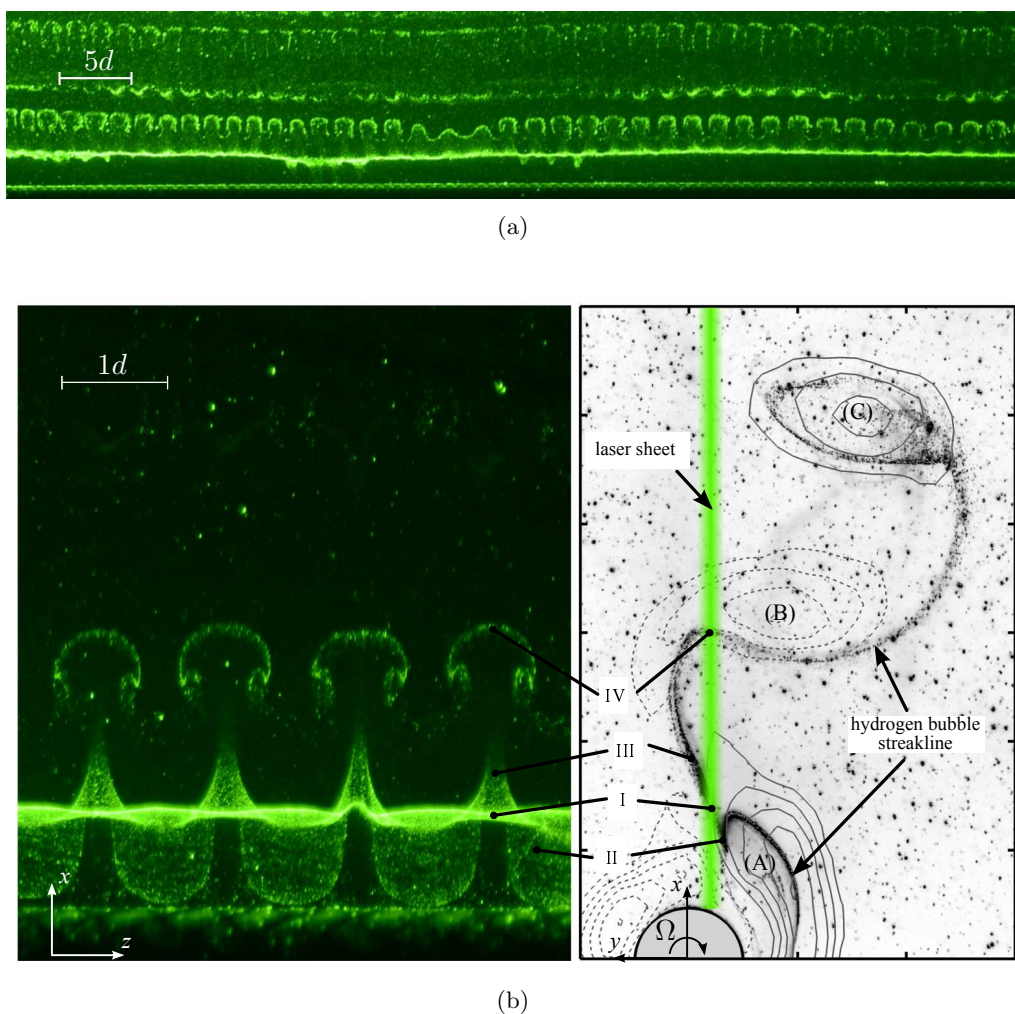 5d
(a)
1d
laser sheet
(C)
(B)
IV
III
I
II
hydrogen bubble
streakline
(A)
x
z
x
y
Ω
(b)